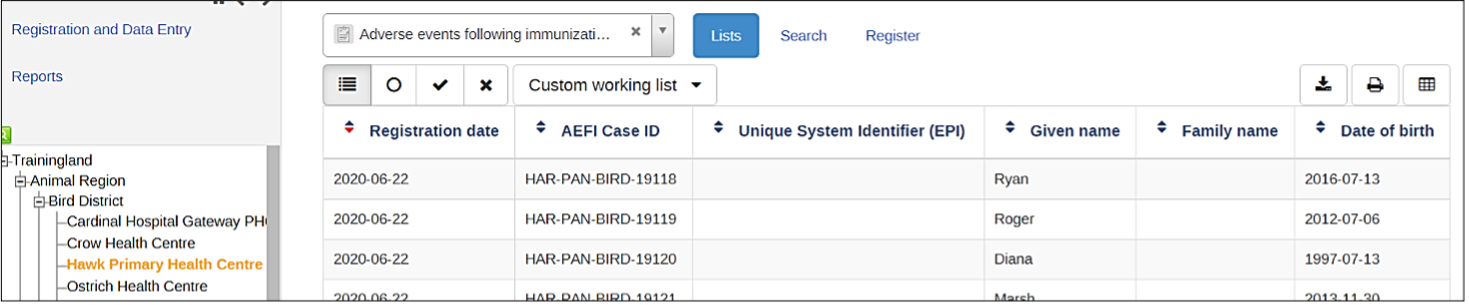 Registration and Data Entry
Reports
Trainingland
Animal Region
Bird District
Cardinal Hospital Gateway PH
Crow Health Centre
Hawk Primary Health Centre
Ostrich Health Centre
Adverse events following immunizati...
Lists Search Register
Custom working list
Registration date AEFI Case ID Unique System Identifier (EPI) Given name Family name Date of birth
2020-06-22 HAR-PAN-BIRD-19118 Ryan 2016-07-13
2020-06-22 HAR-PAN-BIRD-19119 Roger 2012-07-06
2020-06-22 HAR-PAN-BIRD-19120 Diana 1997-07-13
2020-06-22 HAR-PAN-BIRD-19121 Marsh 2013-11-30